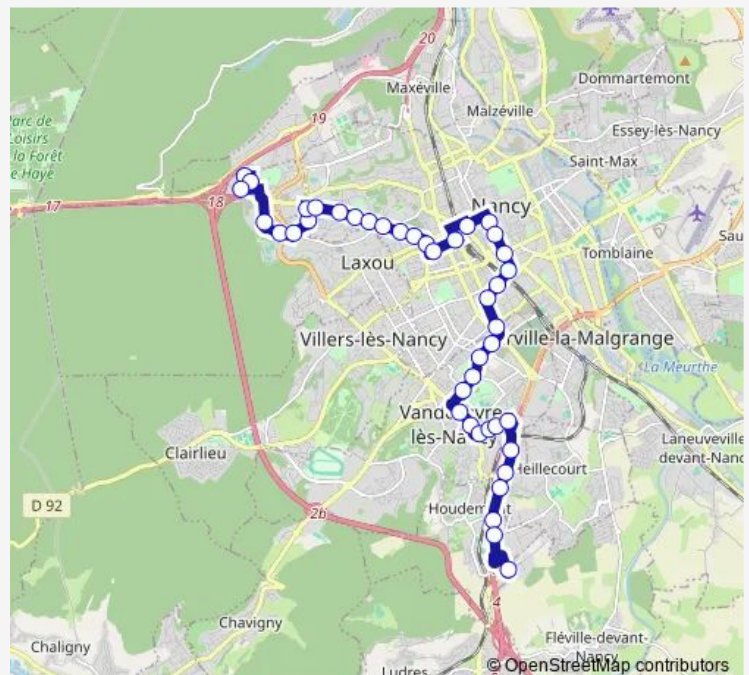 20
Maxéville
Dommartemont
19
Malzéville
Essey-lès-Nancy
Saint-Max
arc de
Loisirs
la Forêt
e Haye
17
18
Nancy
Sau
Laxou
Tomblaine
Villers-lès-Nancy
rville-la-Malgrange
La Meurthe
Vand
vre
lès-Na
Laneuveville
devant-Nanc
Clairlieu
Heillecourt
D 92
2b
Houdem
nt
4
Chavigny
Fléville-devant-
Nancy
Chaligny
Ludres
© OpenStreetMap contributors